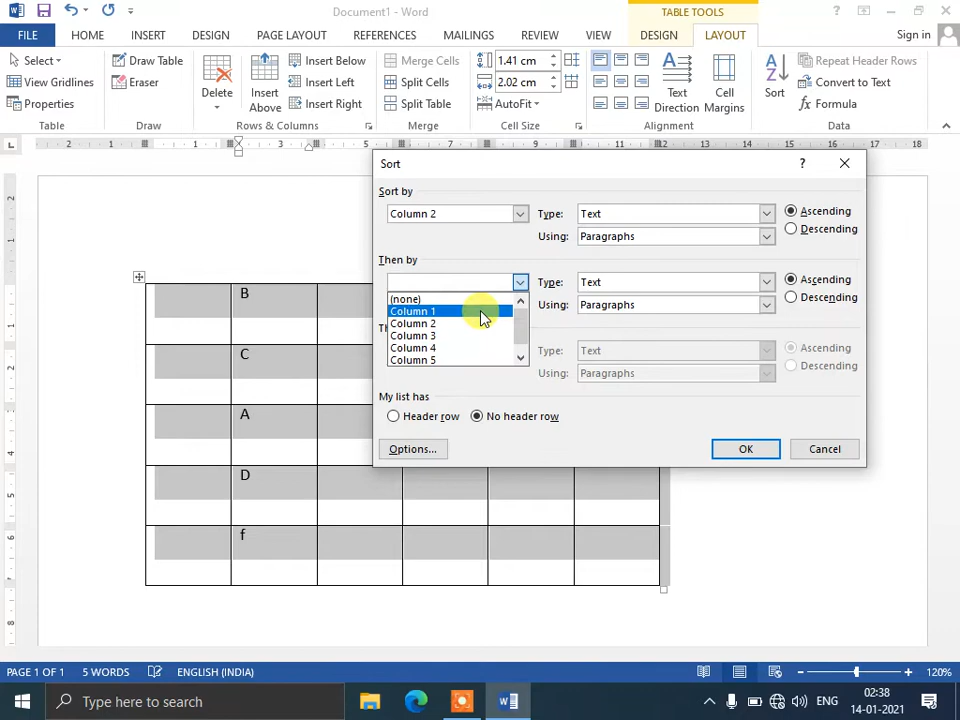 Document1 - Word
TABLE TOOLS
FILE
HOME
INSERT
DESIGN
PAGE LAYOUT
REFERENCES
MAILINGS
REVIEW
VIEW
DESIGN
LAYOUT
Sign in
Select
View Gridlines
Properties
Table
Draw Table
Eraser
Draw
Delete
Insert Above
Insert Below
Insert Left
Insert Right
Rows & Columns
Merge Cells
Split Cells
Split Table
Merge
1.41 cm
2.02 cm
AutoFit
Cell Size
Text Direction
Cell Margins
Alignment
Sort
Repeat Header Rows
Convert to Text
fx Formula
Data
Sort
Sort by
Column 2
Type:
Text
Using:
Paragraphs
Ascending
Descending
Then by
(none)
Column 1
Column 2
Column 3
Column 4
Column 5
Type:
Text
Using:
Paragraphs
Ascending
Descending
Type:
Text
Using:
Paragraphs
Ascending
Descending
My list has
Header row
No header row
Options...
OK
Cancel
B
C
A
D
f
PAGE 1 OF 1
5 WORDS
ENGLISH (INDIA)
120%
Type here to search
ENG
02:38
14-01-2021